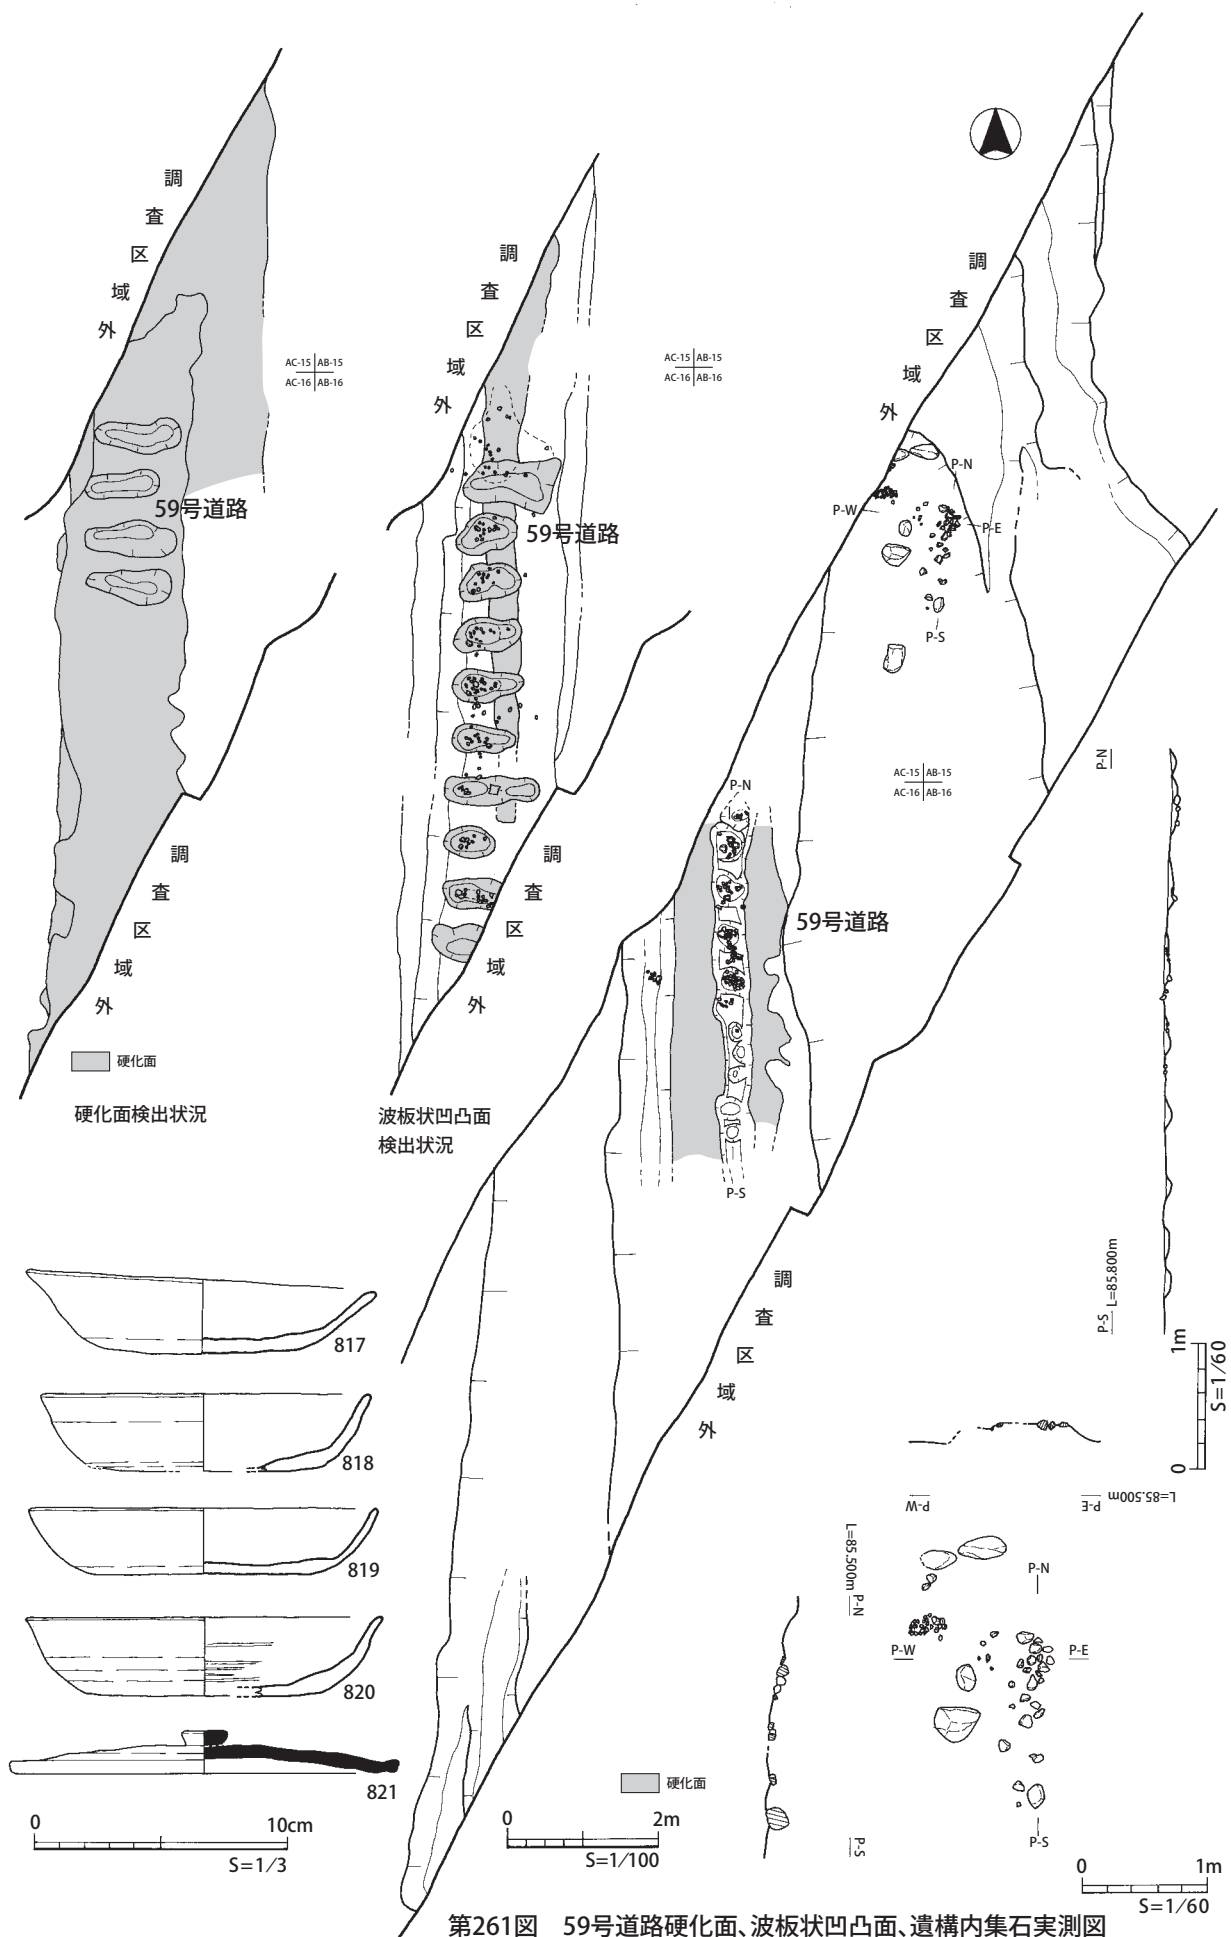 調査区域外
AC-15 AB-15
AC-16 AB-16
59号道路
調査区域外
硬化面
硬化面検出状況
調査区域外
AC-15 AB-15
AC-16 AB-16
59号道路
調査区域外
波板状凹凸面
検出状況
調査区域外
P-N
P-W
P-E
P-S
AC-15 AB-15
AC-16 AB-16
P-N
59号道路
P-S
調査区域外
P-N
P-S
L=85.800m
0
1m
S=1/60
P-W
P-E
L=85.500m
L=85.500m
P-N
P-S
P-N
P-W
P-E
P-S
817
818
819
820
821
0
10cm
S=1/3
硬化面
0
2m
S=1/100
0
1m
S=1/60
第261図 59号道路硬化面、波板状凹凸面、遺構内集石実測図